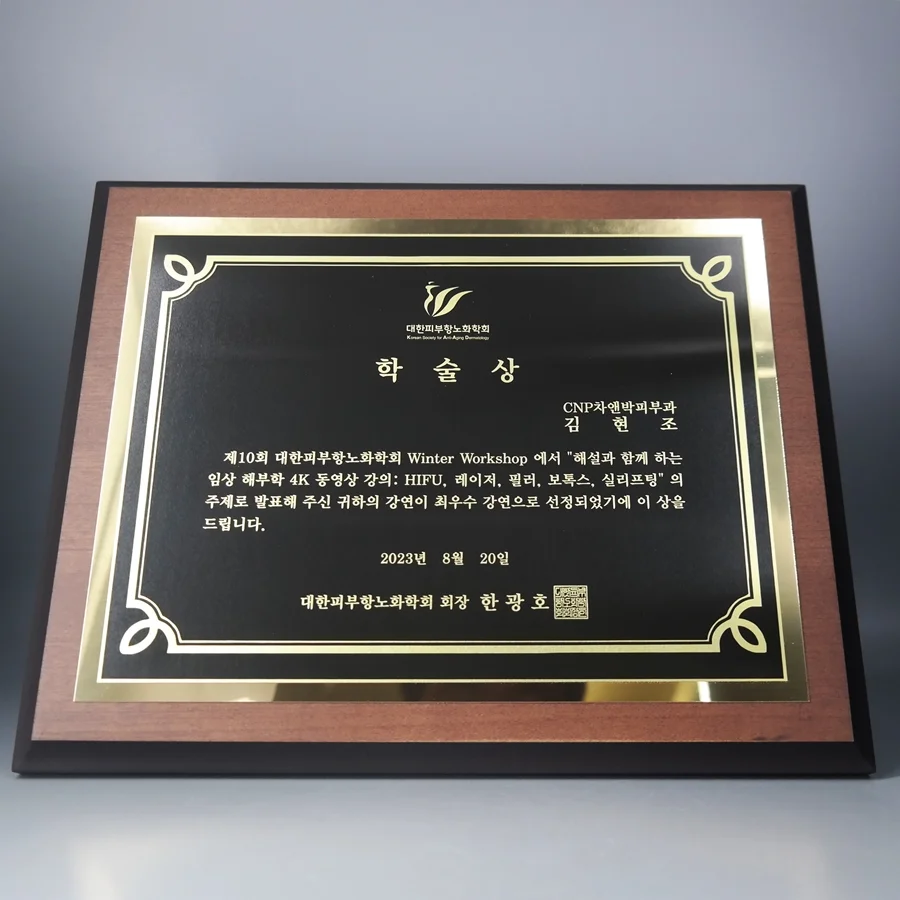 대한피부항노화학회
Korean Society for Anti-Aging Dermatology
학 술 상
CNP차앤박피부과
김 현 조
제10회 대한피부항노화학회 Winter Workshop 에서 "해설과 함께 하는
임상 해부학 4K 동영상 강의: HIFU, 레이저, 필러, 보톡스, 실리프팅" 의
주제로 발표해 주신 귀하의 강연이 최우수 강연으로 선정되었기에 이 상을
드립니다.
2023년 8월 20일
대한피부항노화학회 회장 한 광 호